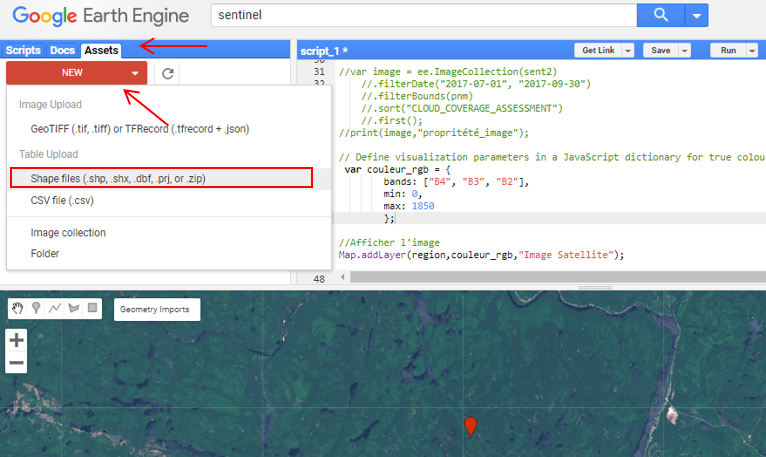 Google Earth Engine
sentinel
Scripts Docs Assets
NEW
Image Upload
GeoTIFF (.tif, .tiff) or TFRecord (.tfrecord + .json)
Table Upload
Shape files (.shp, .shx, .dbf, .prj, or .zip)
CSV file (.csv)
Image collection
Folder
script_1 *
Get Link Save Run
31 //var image = ee.ImageCollection(sent2)
32 //.filterDate("2017-07-01", "2017-09-30")
33 //.filterBounds(pnm)
34 //.sort("CLOUD_COVERAGE_ASSESSMENT")
//.first();
//print(image,"propritété_image");
// Define visualization parameters in a JavaScript dictionary for true colou
var couleur_rgb = {
bands: ["B4", "B3", "B2"],
min: 0,
max: 1850
};
//Afficher l'image
Map.addLayer(region,couleur_rgb,"Image Satellite");
48
Geometry Imports